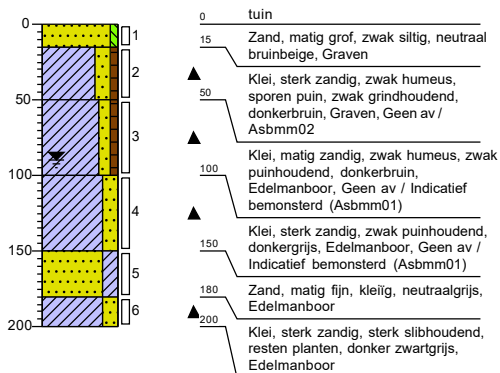 0
50
100
150
200
1
2
3
4
5
6
0
tuin
15
Zand, matig grof, zwak siltig, neutraal
bruinbeige, Graven
Klei, sterk zandig, zwak humeus,
sporen puin, zwak grindhoudend,
50
donkerbruin, Graven, Geen av /
Asbmm02
Klei, matig zandig, zwak humeus, zwak
100
puinhoudend, donkerbruin,
Edelmanboor, Geen av / Indicatief
bemonsterd (Asbmm01)
Klei, sterk zandig, zwak puinhoudend,
150
donkergrijs, Edelmanboor, Geen av /
Indicatief bemonsterd (Asbmm01)
180
Zand, matig fijn, kleiïg, neutraalgrijs,
Edelmanboor
200
Klei, sterk zandig, sterk slibhoudend,
resten planten, donker zwartgrijs,
Edelmanboor